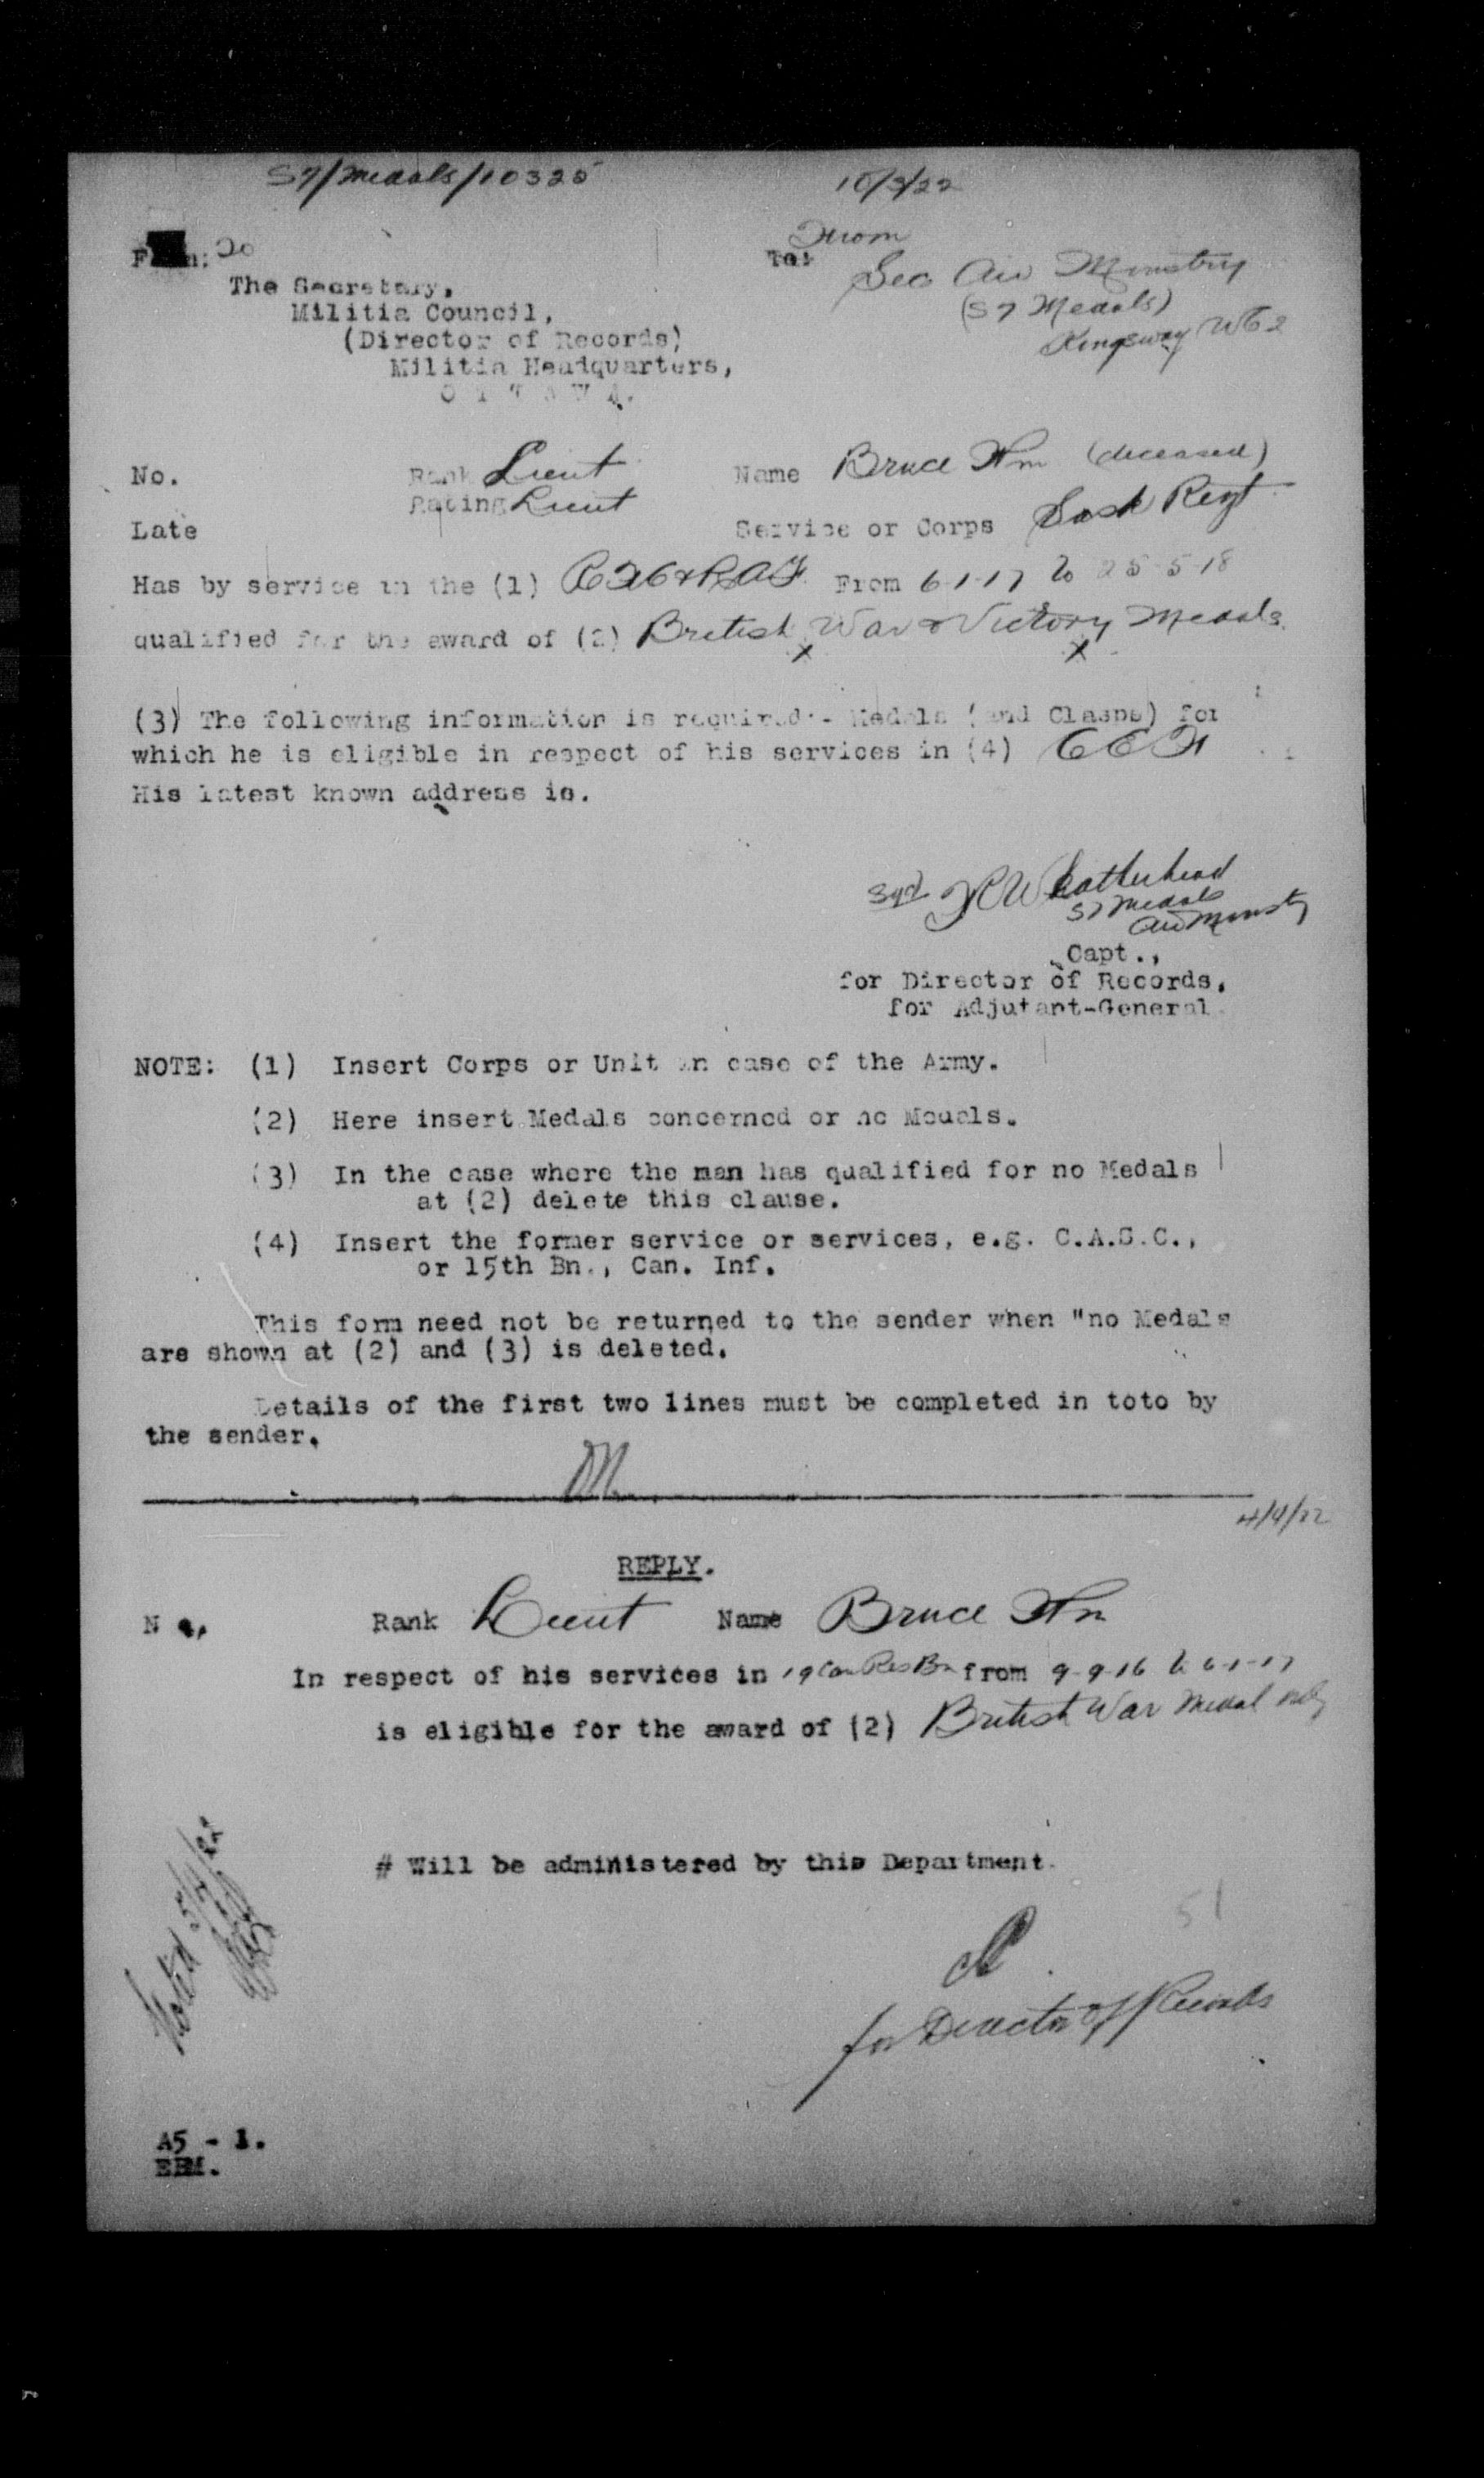 S7/Medals/10325
10/3/22
To
From
To:
The Secretary,
Militia Council,
(Director of Records)
Militia Headquarters,
OTTAWA.
Sec Air Ministry
(S7 Medals)
Kingsway WC2
No. Rank Lieut Name Bruce Wm (deceased)
Late Rating Lieut Service or Corps Sask Regt
Has by service in the (1) RFC & RAF From 6-1-17 to 25-5-18
qualified for the award of (2) British War & Victory Medals.
x x
(3) The following information is required:- Medals (and Clasps) for
which he is eligible in respect of his services in (4) CEF
His latest known address is.
Sgd Weatherhead
S7 Medals
Air Ministry
Capt.,
for Director of Records,
for Adjutant-General
NOTE: (1) Insert Corps or Unit in case of the Army.
(2) Here insert Medals concerned or no Medals.
(3) In the case where the man has qualified for no Medals
at (2) delete this clause.
(4) Insert the former service or services, e.g. C.A.S.C.,
or 15th Bn., Can. Inf.
This form need not be returned to the sender when "no Medals
are shown at (2) and (3) is deleted.
Details of the first two lines must be completed in toto by
the sender.
4/4/22
REPLY.
No. Rank Lieut Name Bruce Wm
In respect of his services in 19 Can Res Bn from 9-9-16 to 6-1-17
is eligible for the award of (2) British War Medal only
# Will be administered by this Department.
Noted 5/4/22
51
for Director of Records
A5 - 1.
EBM.